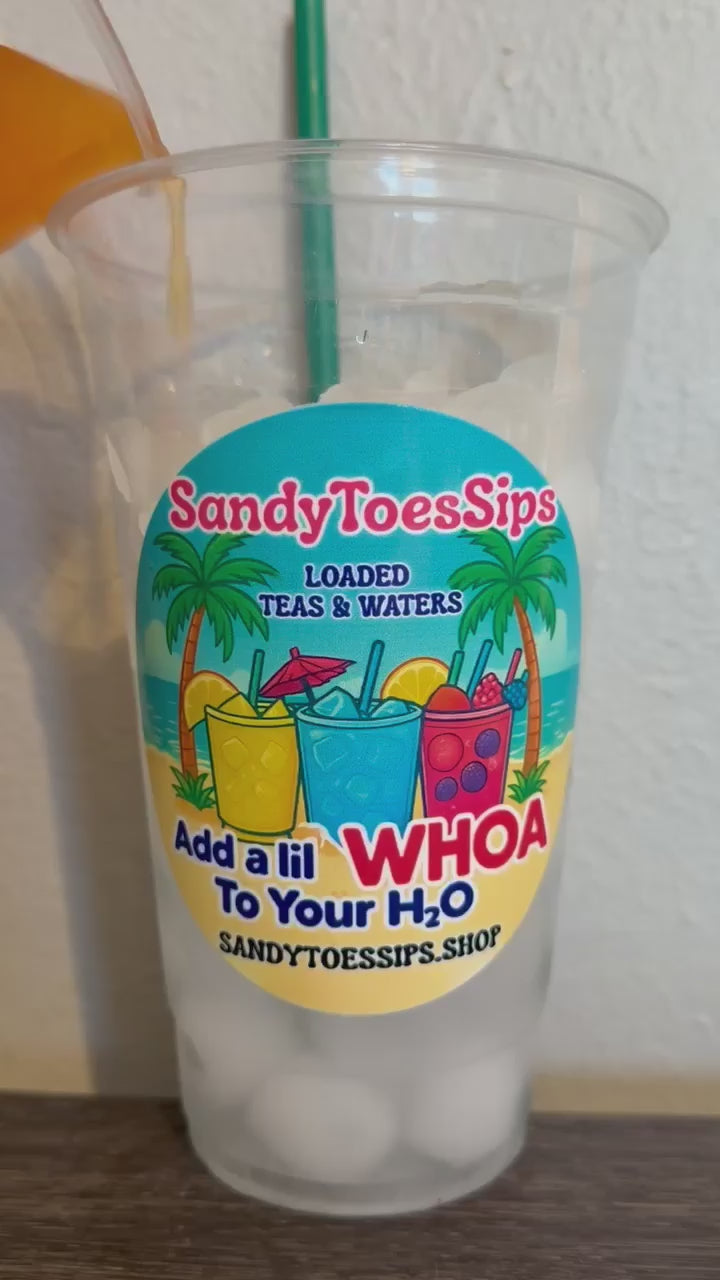 SandyToesSips
LOADED
TEAS & WATERS
Add a lil WHOA
To Your H₂O
SANDYTOESSIPS.SHOP